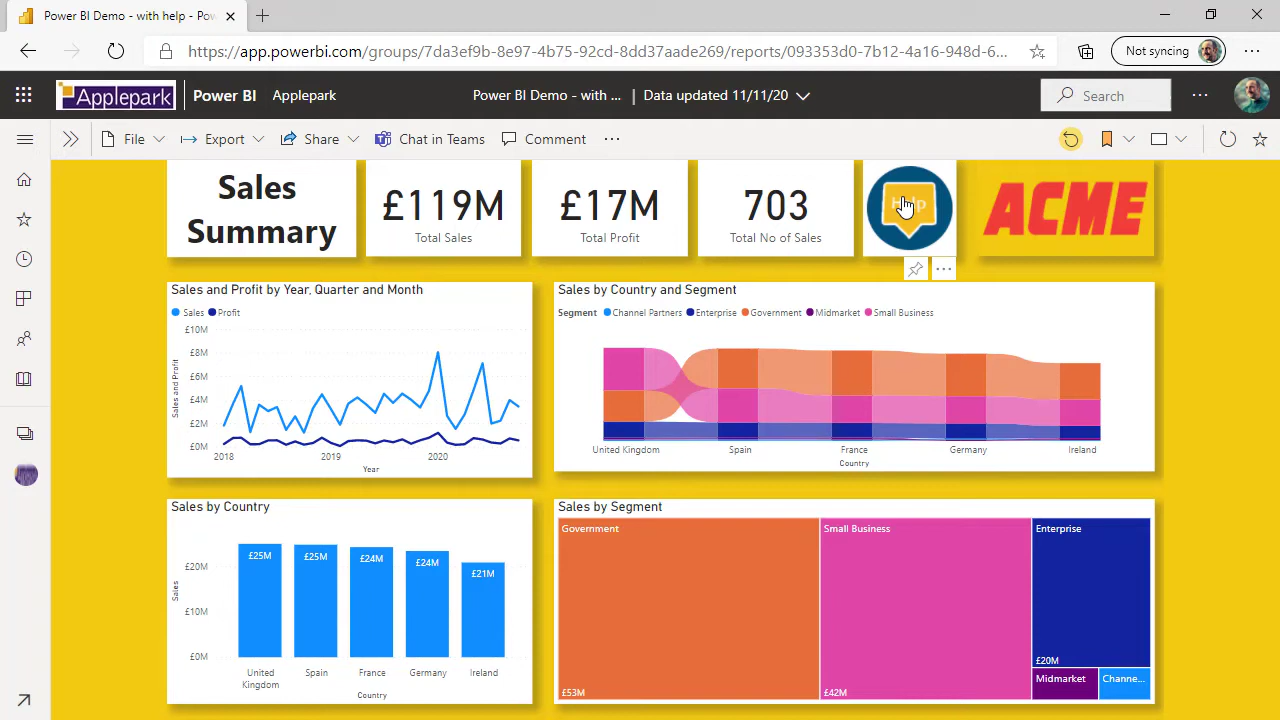 Power BI Demo - with help - Pow
https://app.powerbi.com/groups/7da3ef9b-8e97-4b75-92cd-8dd37aade269/reports/093353d0-7b12-4a16-948d-6...
Not syncing
Applepark
Power BI
Applepark
Power BI Demo - with ...
|
Data updated 11/11/20
Search
File
Export
Share
Chat in Teams
Comment
Sales
Summary
£119M
Total Sales
£17M
Total Profit
703
Total No of Sales
Help
ACME
Sales and Profit by Year, Quarter and Month
Sales Profit
£10M
£8M
£6M
£4M
£2M
£0M
Sales and Profit
2018 2019 2020
Year
Sales by Country and Segment
Segment Channel Partners Enterprise Government Midmarket Small Business
United Kingdom Spain France Germany Ireland
Country
Sales by Country
£20M
£10M
£0M
Sales
£25M £25M £24M £24M £21M
United
Kingdom
Spain France Germany Ireland
Country
Sales by Segment
Government
£53M
Small Business
£42M
Enterprise
£20M
Midmarket
Channe...